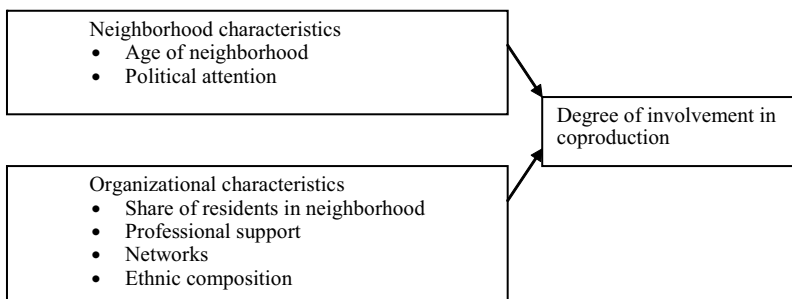 Neighborhood characteristics
• Age of neighborhood
• Political attention
Degree of involvement in
coproduction
Organizational characteristics
• Share of residents in neighborhood
• Professional support
• Networks
• Ethnic composition